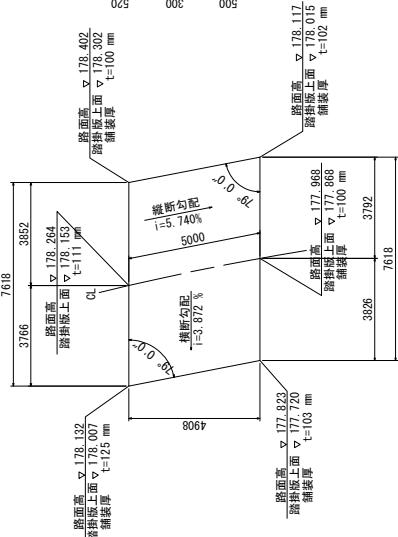 520
300
500
路面高 ▽ 178.402
踏掛版上面 ▽ 178.302
舗装厚 t=100 mm
路面高 ▽ 178.117
踏掛版上面 ▽ 178.015
舗装厚 t=102 mm
7618
3852
3766
路面高 ▽ 178.264
踏掛版上面 ▽ 178.153
t=111 mm
CL
縦断勾配
i=5.740%
5000
79° 0.0~
79° 0.0~
横断勾配
i=3.872 %
4908
路面高 ▽ 177.968
踏掛版上面 ▽ 177.868
舗装厚 t=100 mm
3792
3826
7618
路面高 ▽ 178.132
踏掛版上面 ▽ 178.007
舗装厚 t=125 mm
路面高 ▽ 177.823
踏掛版上面 ▽ 177.720
舗装厚 t=103 mm